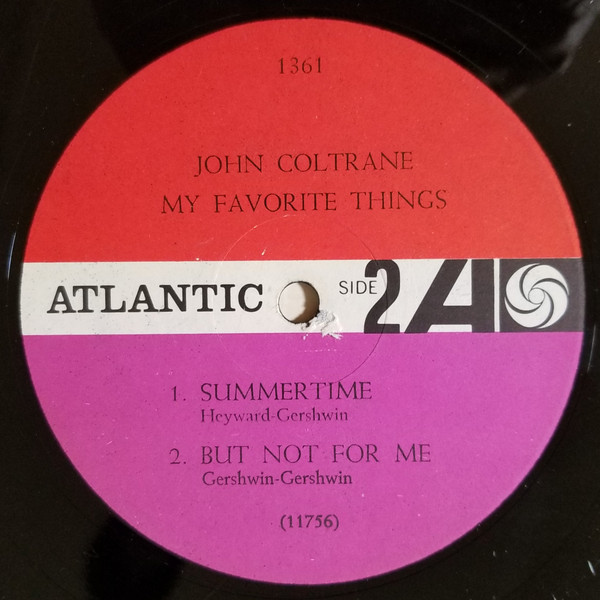 1361
JOHN COLTRANE
MY FAVORITE THINGS
ATLANTIC SIDE 2 A
1. SUMMERTIME
Heyward-Gershwin
2. BUT NOT FOR ME
Gershwin-Gershwin
(11756)